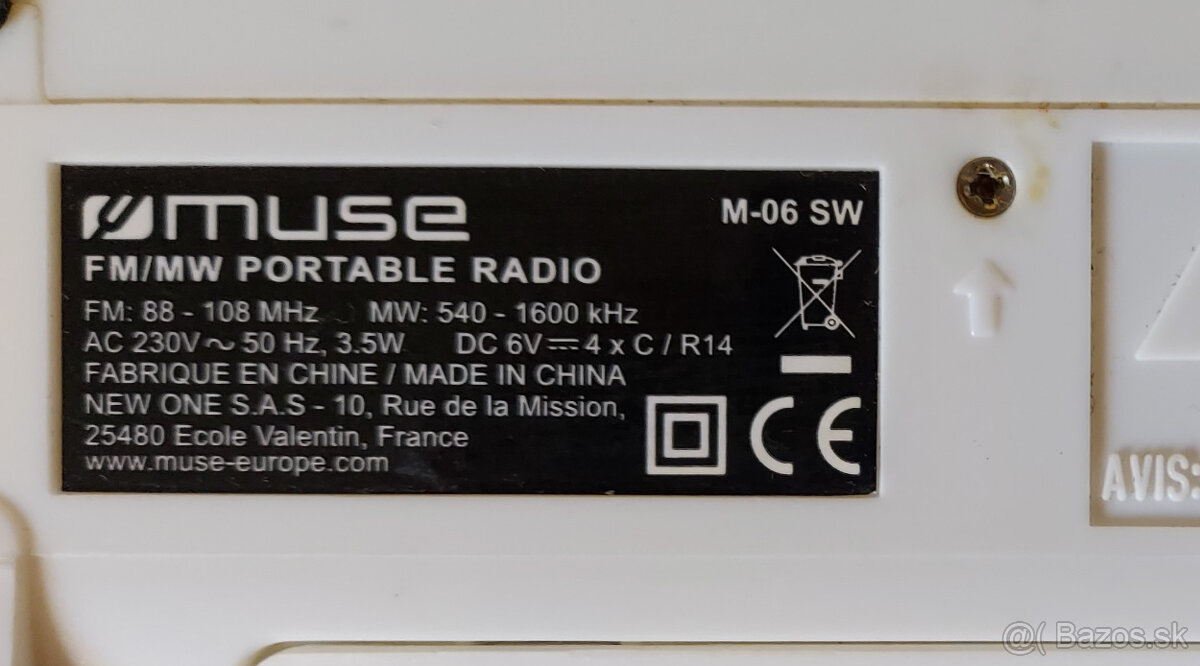 muse
M-06 SW
FM/MW PORTABLE RADIO
FM: 88 - 108 MHz MW: 540 - 1600 kHz
AC 230V ~ 50 Hz, 3.5W DC 6V ⎓ 4 x C / R14
FABRIQUE EN CHINE / MADE IN CHINA
NEW ONE S.A.S - 10, Rue de la Mission,
25480 Ecole Valentin, France
www.muse-europe.com
CE
AVIS:
@( Bazos.sk